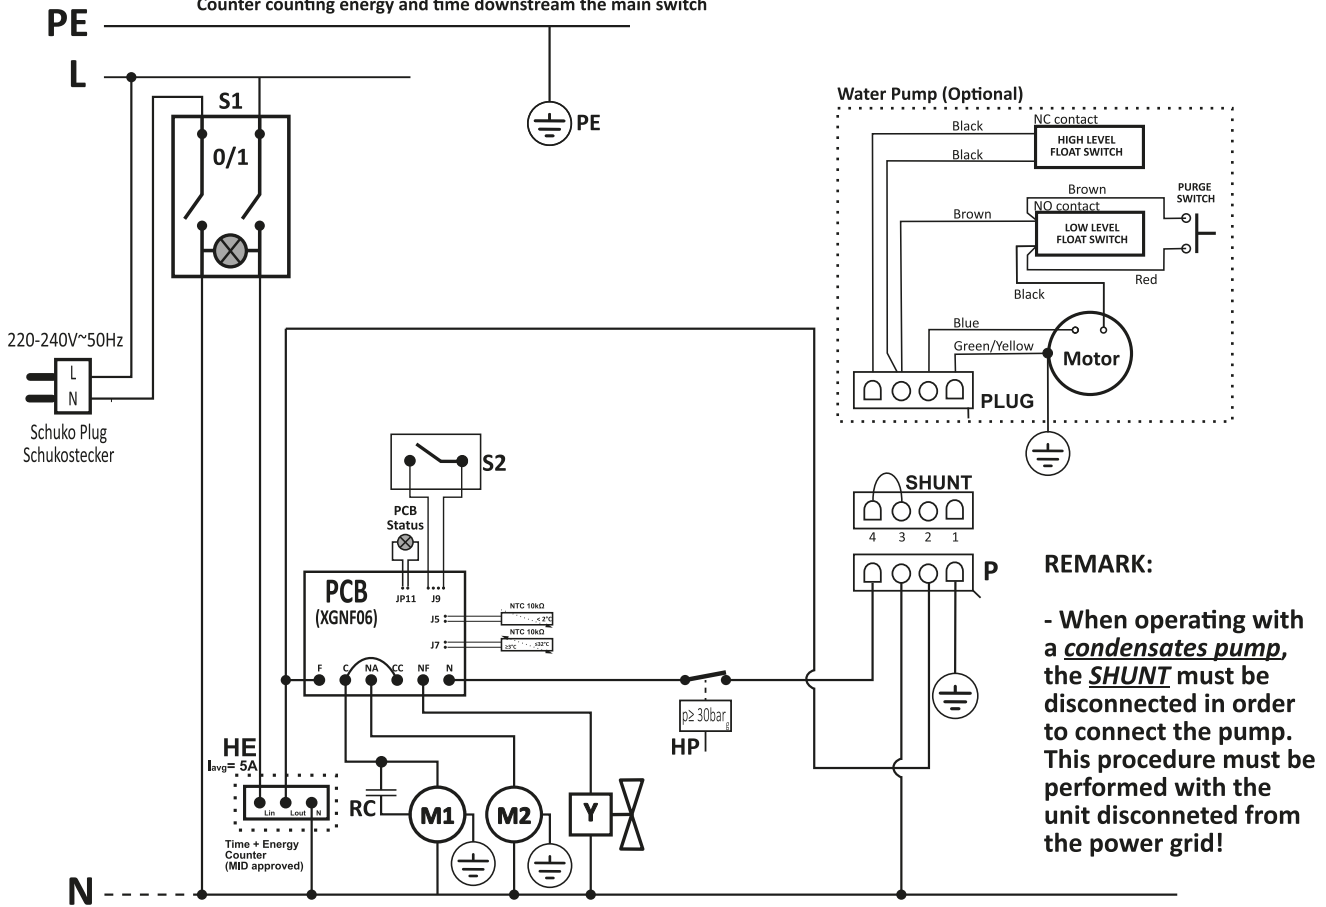 Counter counting energy and time downstream the main switch
PE
L
S1
0/1
PE
Water Pump (Optional)
Black
NC contact
HIGH LEVEL
FLOAT SWITCH
Black
Brown
PURGE
SWITCH
NO contact
Brown
LOW LEVEL
FLOAT SWITCH
Red
Black
Blue
Green/Yellow
Motor
PLUG
220-240V~50Hz
L
N
Schuko Plug
Schukostecker
S2
PCB
Status
PCB
(XGNF06)
JP11
J9
J5
J7
NTC 10kΩ
< 2°C
NTC 10kΩ
≥3°C
≤32°C
F
C
NA
CC
NF
N
SHUNT
4
3
2
1
P
p≥ 30bar
HP
HE
Iavg= 5A
Lin
Lout
N
Time + Energy
Counter
(MID approved)
RC
M1
M2
Y
N
REMARK:
- When operating with
a condensates pump,
the SHUNT must be
disconnected in order
to connect the pump.
This procedure must be
performed with the
unit disconneted from
the power grid!